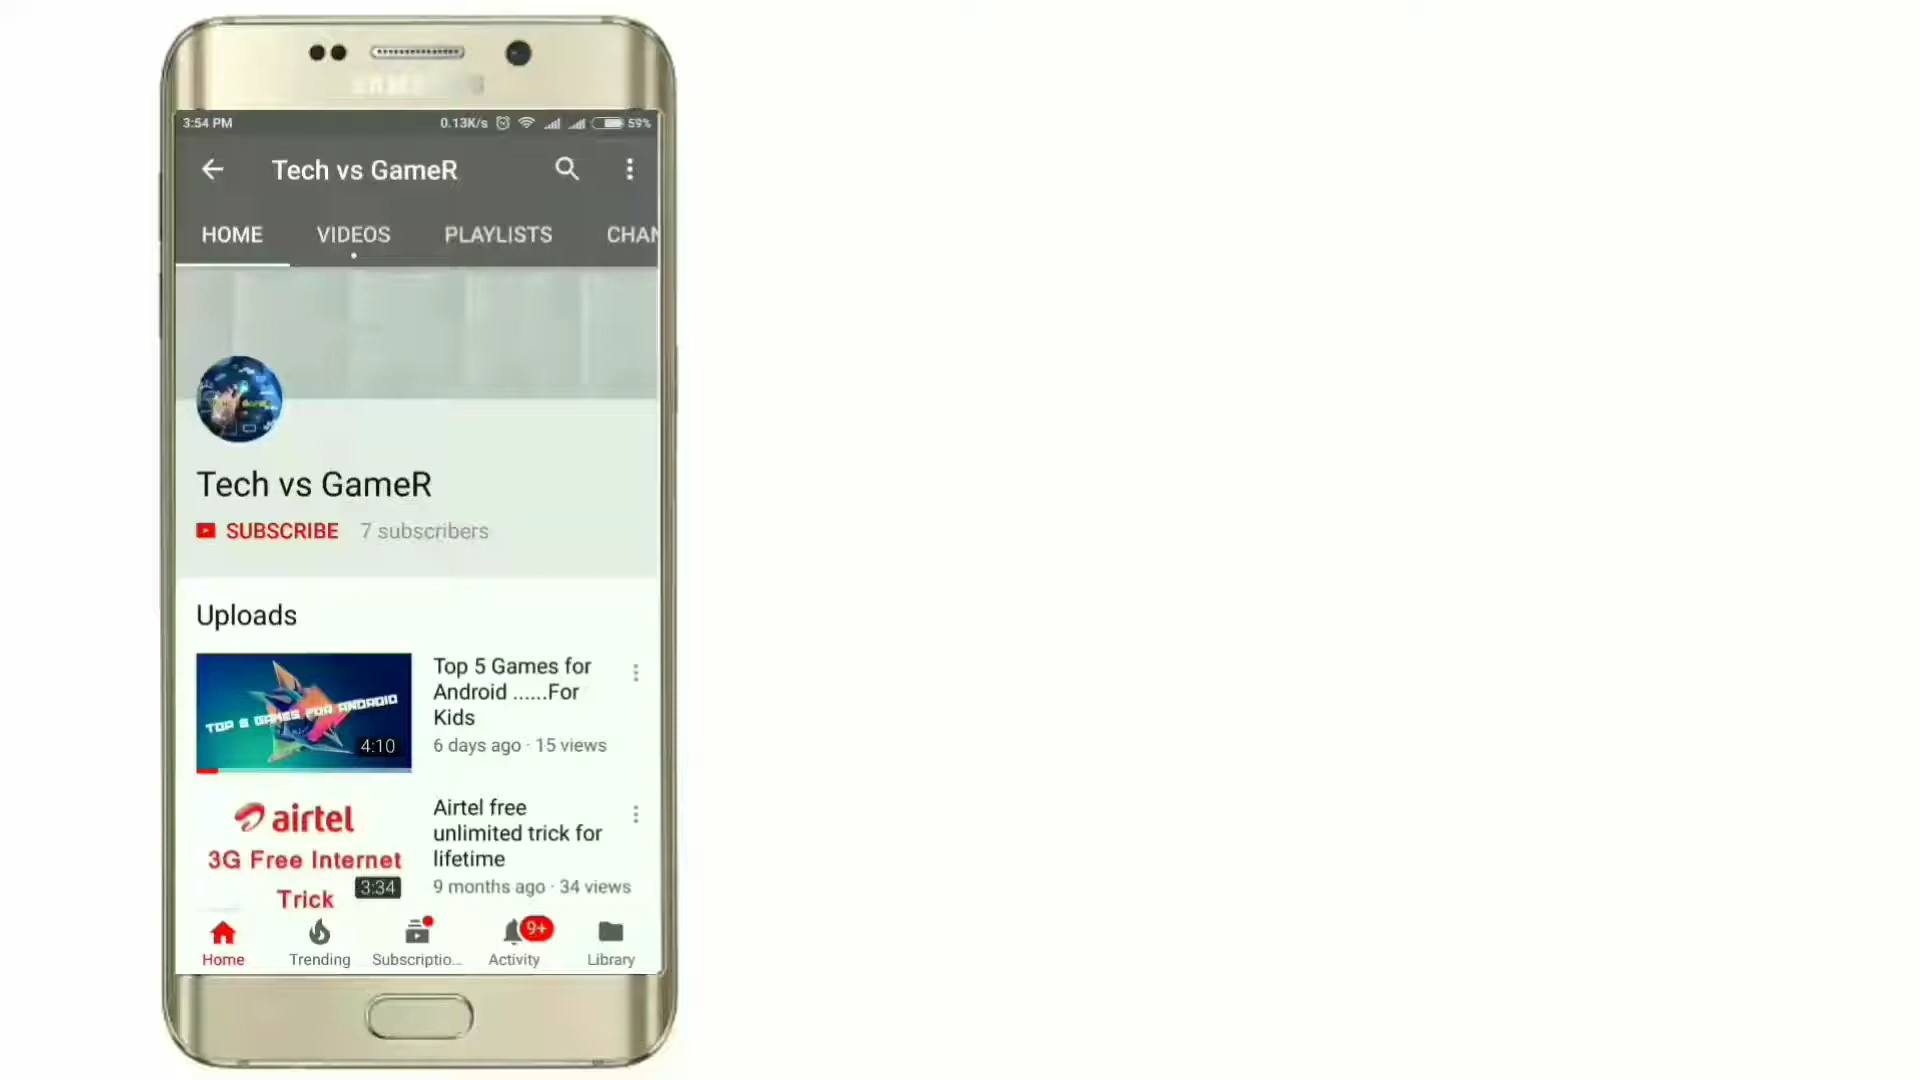 3:54 PM 0.13K/s 59%
Tech vs GameR
HOME VIDEOS PLAYLISTS CHAN
Tech vs GameR
SUBSCRIBE 7 subscribers
Uploads
TOP 5 GAMES FOR ANDROID
4:10
Top 5 Games for
Android ......For
Kids
6 days ago · 15 views
airtel
3G Free Internet
Trick
3:34
Airtel free
unlimited trick for
lifetime
9 months ago · 34 views
9+
Home Trending Subscriptio... Activity Library